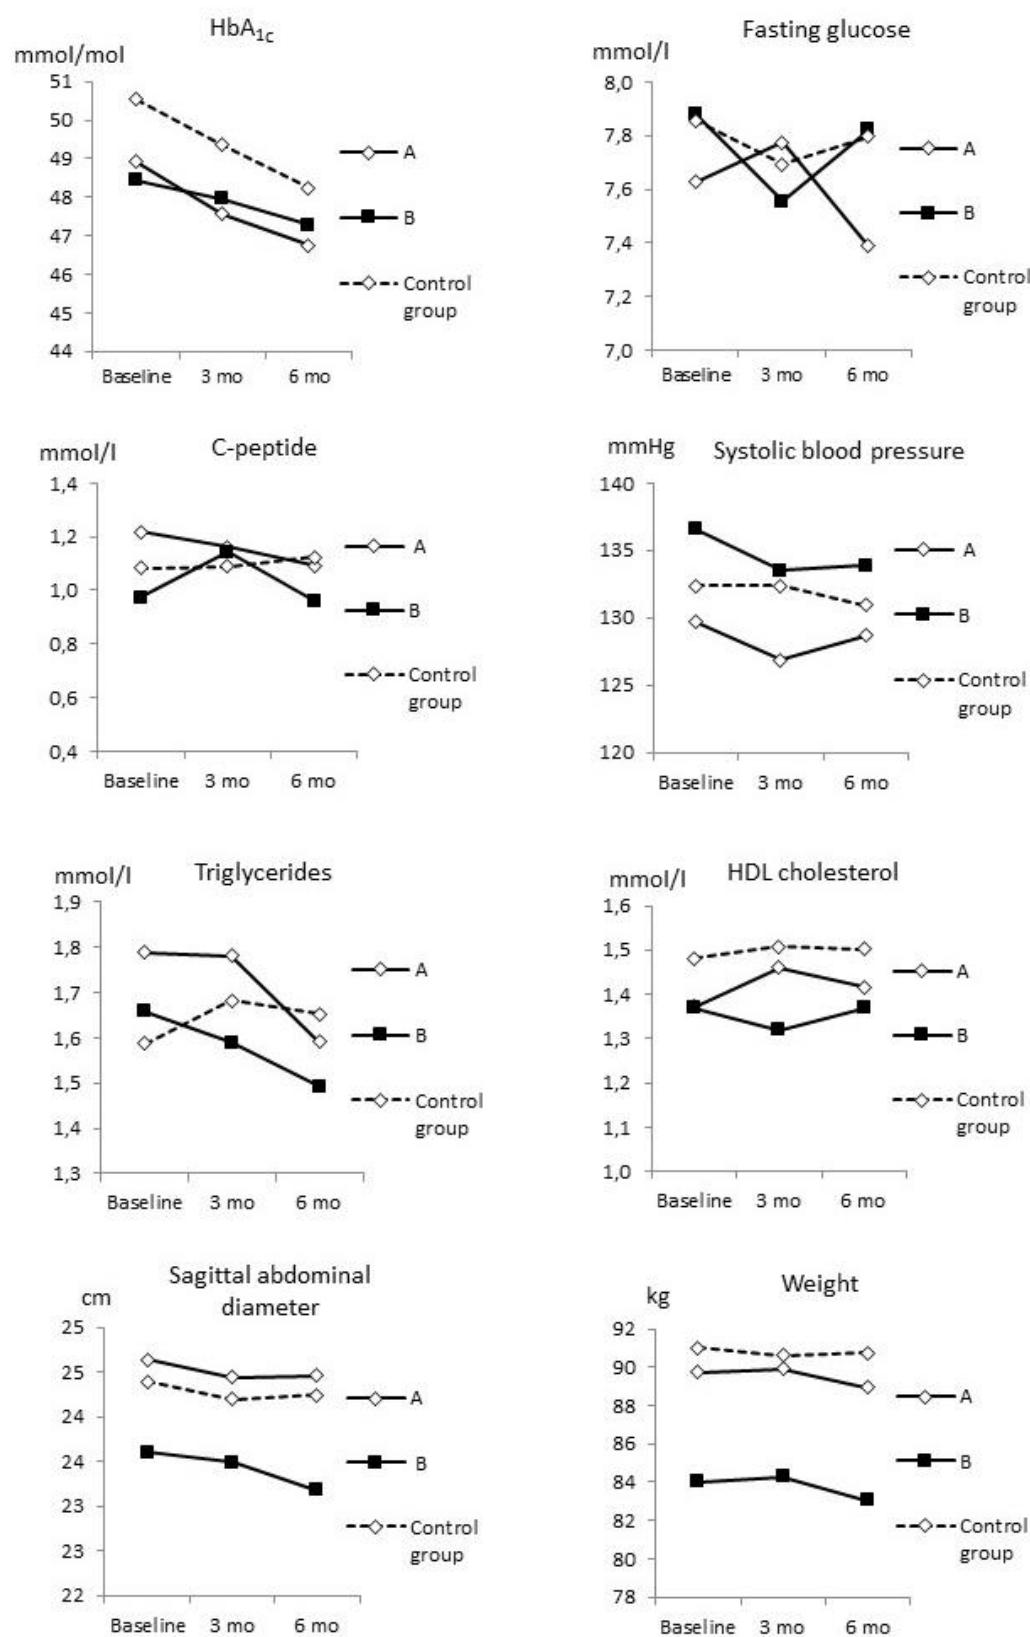 HbA1c
mmol/mol
51
50
49
48
47
46
45
44
Baseline 3 mo 6 mo
A
B
Control
group
Fasting glucose
mmol/l
8,0
7,8
7,6
7,4
7,2
7,0
Baseline 3 mo 6 mo
A
B
Control
group
C-peptide
mmol/l
1,4
1,2
1,0
0,8
0,6
0,4
Baseline 3 mo 6 mo
A
B
Control
group
mmHg
Systolic blood pressure
140
135
130
125
120
Baseline 3 mo 6 mo
A
B
Control
group
Triglycerides
mmol/l
1,9
1,8
1,7
1,6
1,5
1,4
1,3
Baseline 3 mo 6 mo
A
B
Control
group
HDL cholesterol
mmol/l
1,6
1,5
1,4
1,3
1,2
1,1
1,0
Baseline 3 mo 6 mo
A
B
Control
group
Sagittal abdominal
diameter
cm
25
25
24
24
23
23
22
Baseline 3 mo 6 mo
A
B
Control
group
Weight
kg
92
90
88
86
84
82
80
78
Baseline 3 mo 6 mo
A
B
Control
group